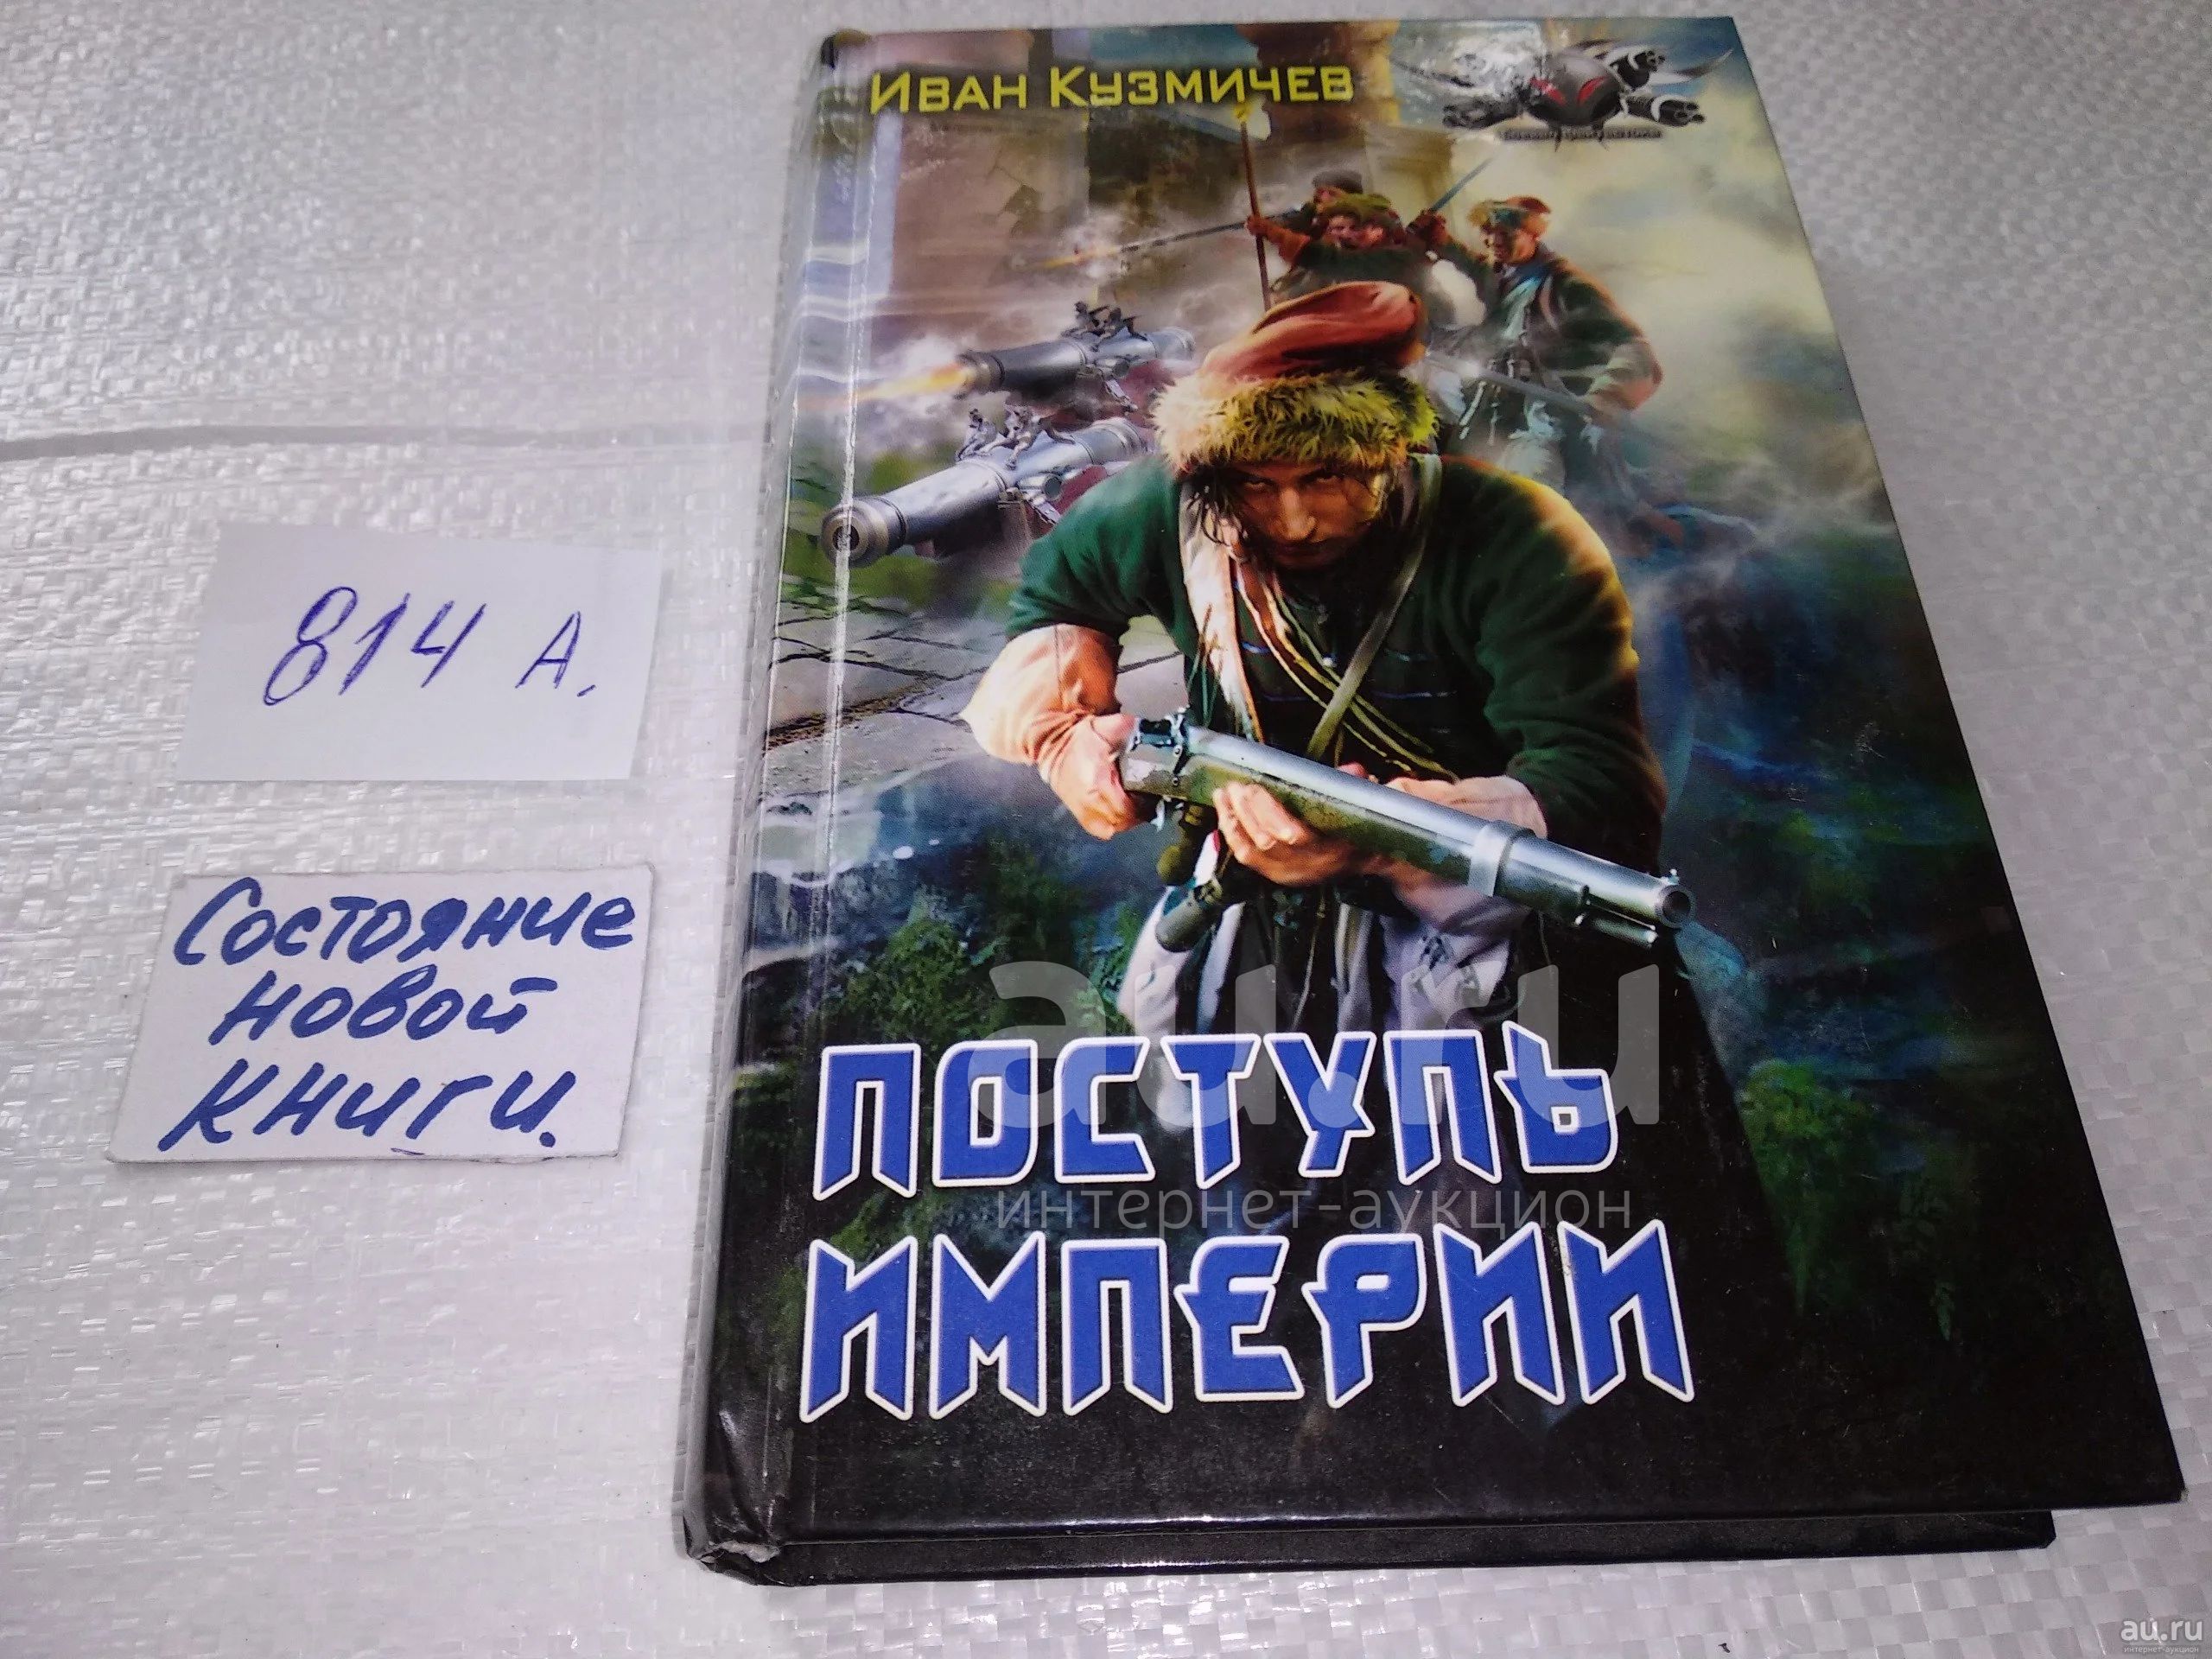 Иван Кузмичев
814 А.
Состояние
новой
книги.
au.ru
ПОСТУПЬ
интернет-аукцион
ИМПЕРИИ
au.ru
интернет-аукцион